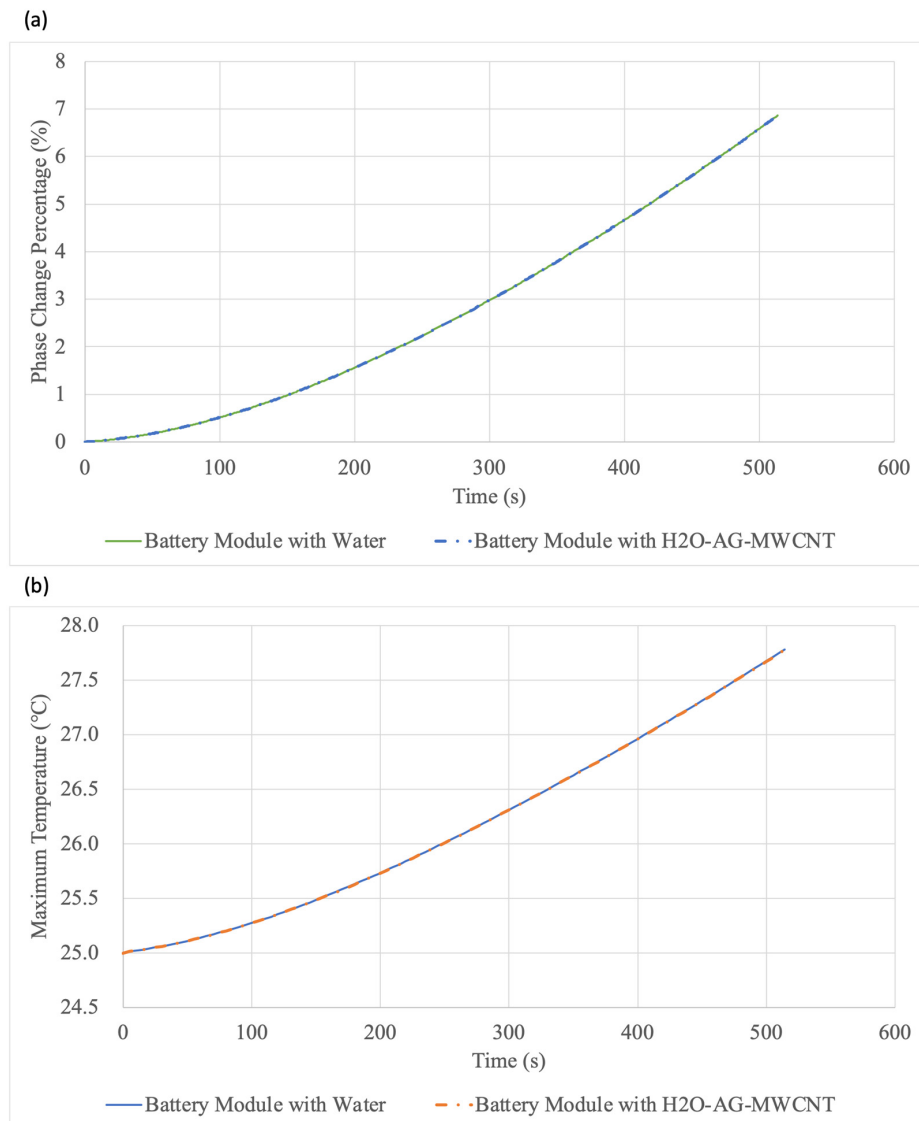 (a)
Phase Change Percentage (%)
8
7
6
5
4
3
2
1
0
0 100 200 300 400 500 600
Time (s)
Battery Module with Water Battery Module with H2O-AG-MWCNT
(b)
Maximum Temperature (℃)
28.0
27.5
27.0
26.5
26.0
25.5
25.0
24.5
0 100 200 300 400 500 600
Time (s)
Battery Module with Water Battery Module with H2O-AG-MWCNT